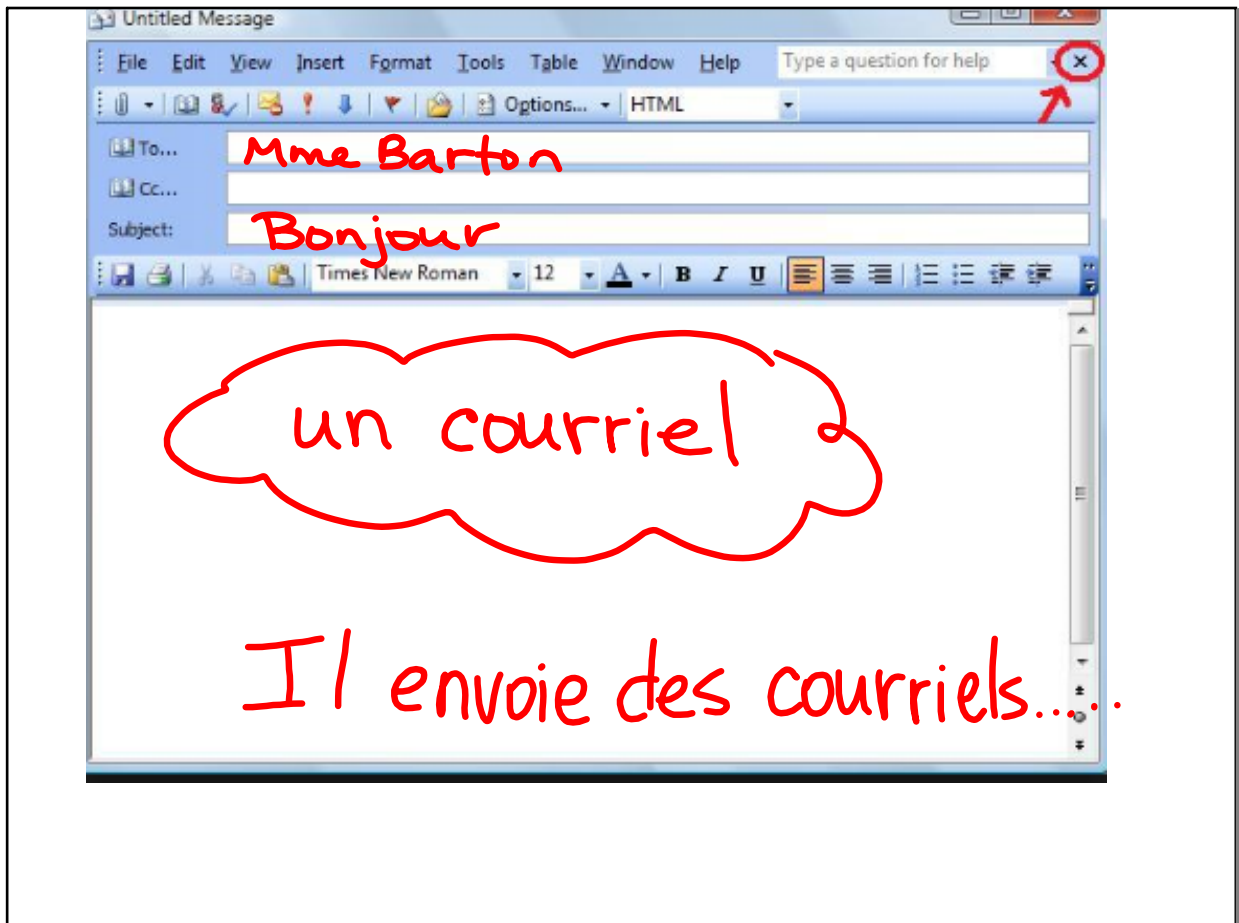 Untitled Message
File Edit View Insert Format Tools Table Window Help Type a question for help
Options... HTML
To... Mme Barton
Cc...
Subject: Bonjour
Times New Roman 12 A B I U
un courriel
Il envoie des courriels.....